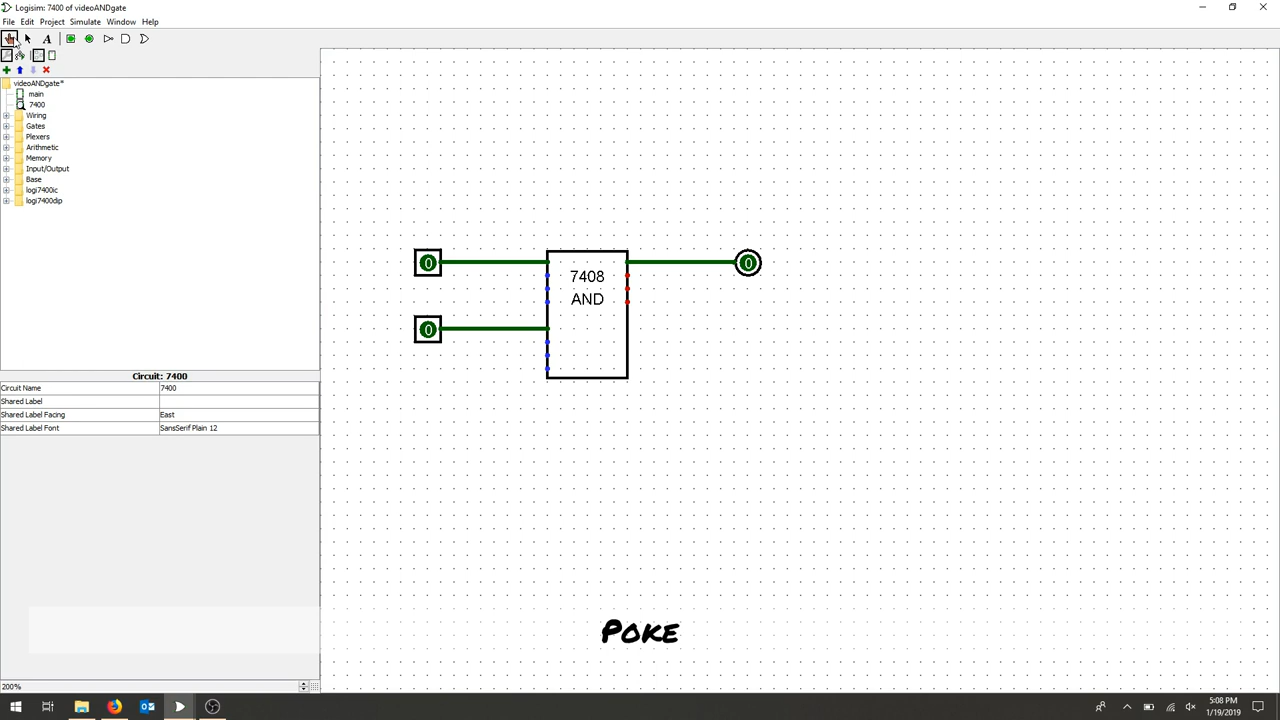 Logisim: 7400 of videoANDgate
File Edit Project Simulate Window Help
A
videoANDgate*
main
7400
Wiring
Gates
Plexers
Arithmetic
Memory
Input/Output
Base
logi7400ic
logi7400dip
Circuit: 7400
Circuit Name 7400
Shared Label
Shared Label Facing East
Shared Label Font SansSerif Plain 12
0
0
7408
AND
0
Poke
200%
5:08 PM
1/19/2019